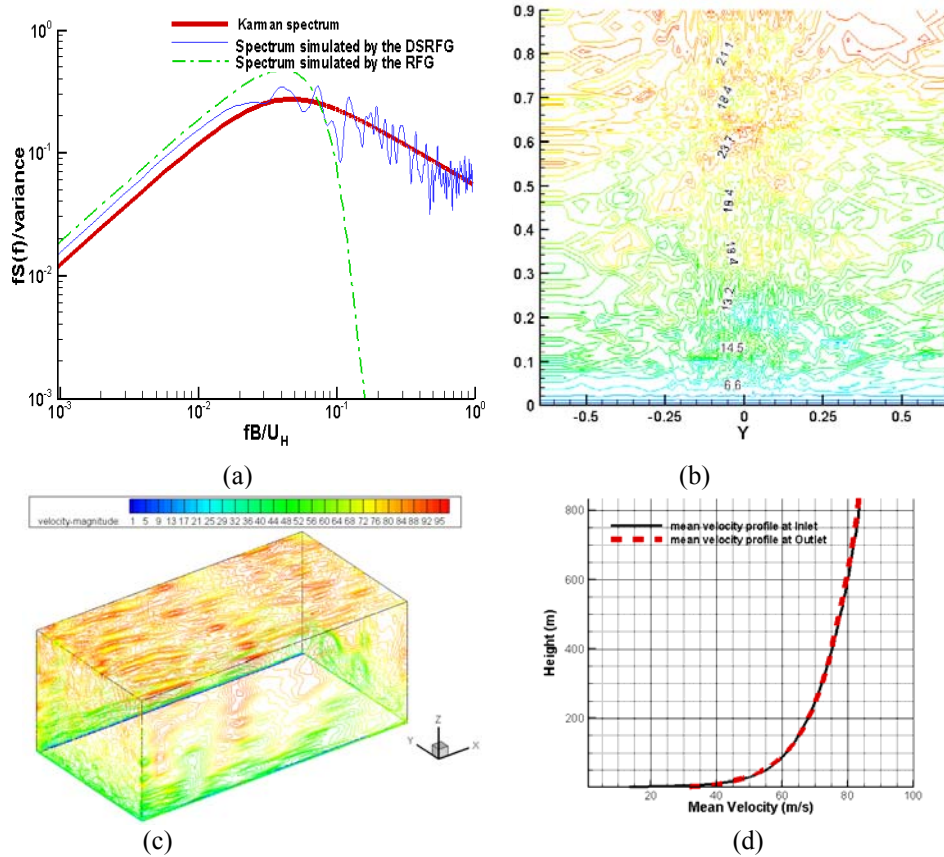 Karman spectrum
Spectrum simulated by the DSRFG
Spectrum simulated by the RFG
10^0
10^-1
10^-2
10^-3
fS(f)/variance
10^-3 10^-2 10^-1 10^0
fB/U_H
(a)
0.9
0.8
0.7
0.6
0.5
0.4
0.3
0.2
0.1
0
21.1
18.4
23.7
18.4
18.4
13.2
14.5
6.6
-0.5 -0.25 0 0.25 0.5
Y
(b)
velocity-magnitude
1 5 9 13 17 21 25 29 32 36 40 44 48 52 56 60 64 68 72 76 80 84 88 92 95
Z
Y X
(c)
mean velocity profile at Inlet
mean velocity profile at Outlet
800
600
400
200
Height (m)
20 40 60 80 100
Mean Velocity (m/s)
(d)